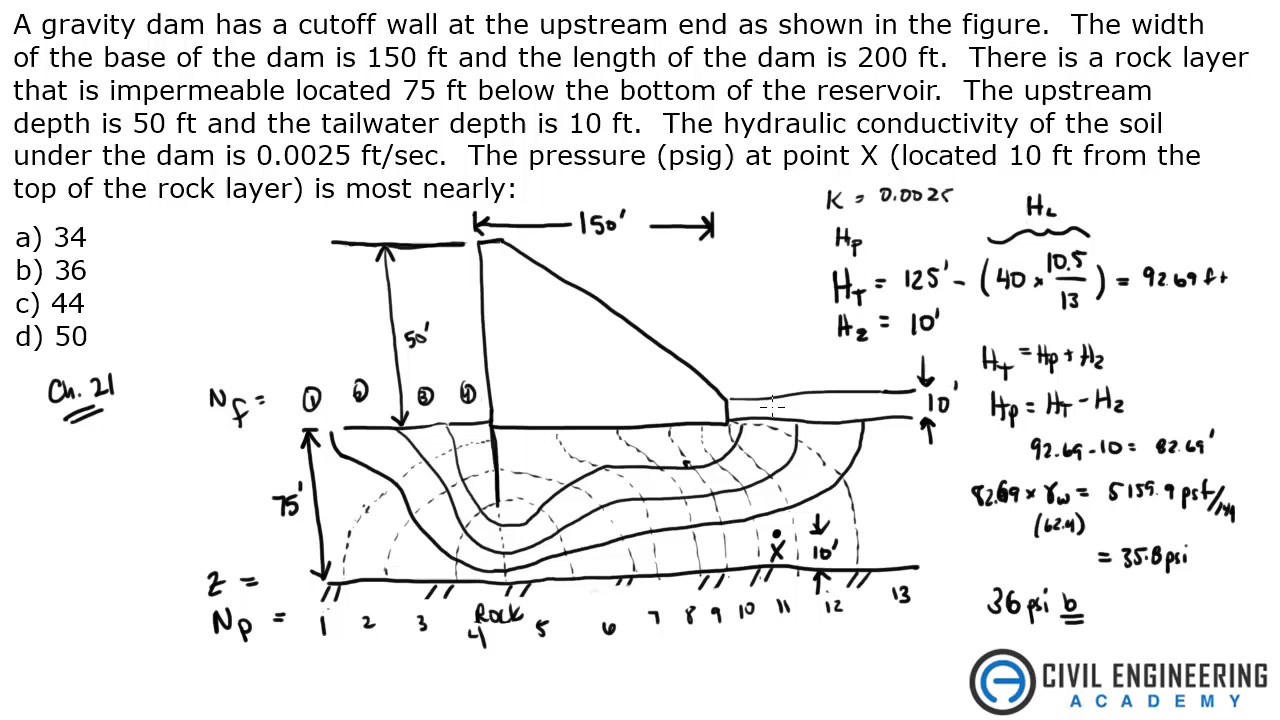 A gravity dam has a cutoff wall at the upstream end as shown in the figure. The width
of the base of the dam is 150 ft and the length of the dam is 200 ft. There is a rock layer
that is impermeable located 75 ft below the bottom of the reservoir. The upstream
depth is 50 ft and the tailwater depth is 10 ft. The hydraulic conductivity of the soil
under the dam is 0.0025 ft/sec. The pressure (psig) at point X (located 10 ft from the
top of the rock layer) is most nearly:
a) 34
b) 36
c) 44
d) 50
Ch. 21
150'
50'
K = 0.0025
HL
Hp
HT = 125' - (40 × 10.5/13) = 92.69 ft
Hz = 10'
HT = Hp + Hz
Hp = HT - Hz
92.69 - 10 = 82.69'
82.69 × γw = 5159.9 psf/144
(62.4)
= 35.8 psi
36 psi b
Nf = ① ② ③ ④
10'
75'
X
10'
Z =
Np = 1 2 3 4 5 6 7 8 9 10 11 12 13
ROCK
CIVIL ENGINEERING
ACADEMY